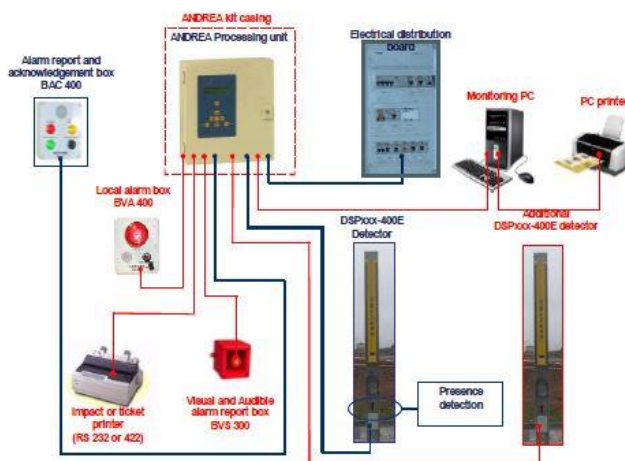 ANDREA kit casing
ANDREA Processing unit
Alarm report and
acknowledgement box
BAC 400
Electrical distribution
board
Monitoring PC
PC printer
Local alarm box
BVA 400
DSPxxx-400E
Detector
Additional
DSPxxx-400E detector
Impact or ticket
printer
(RS 232 or 422)
Visual and Audible
alarm report box
BVS 300
Presence
detection